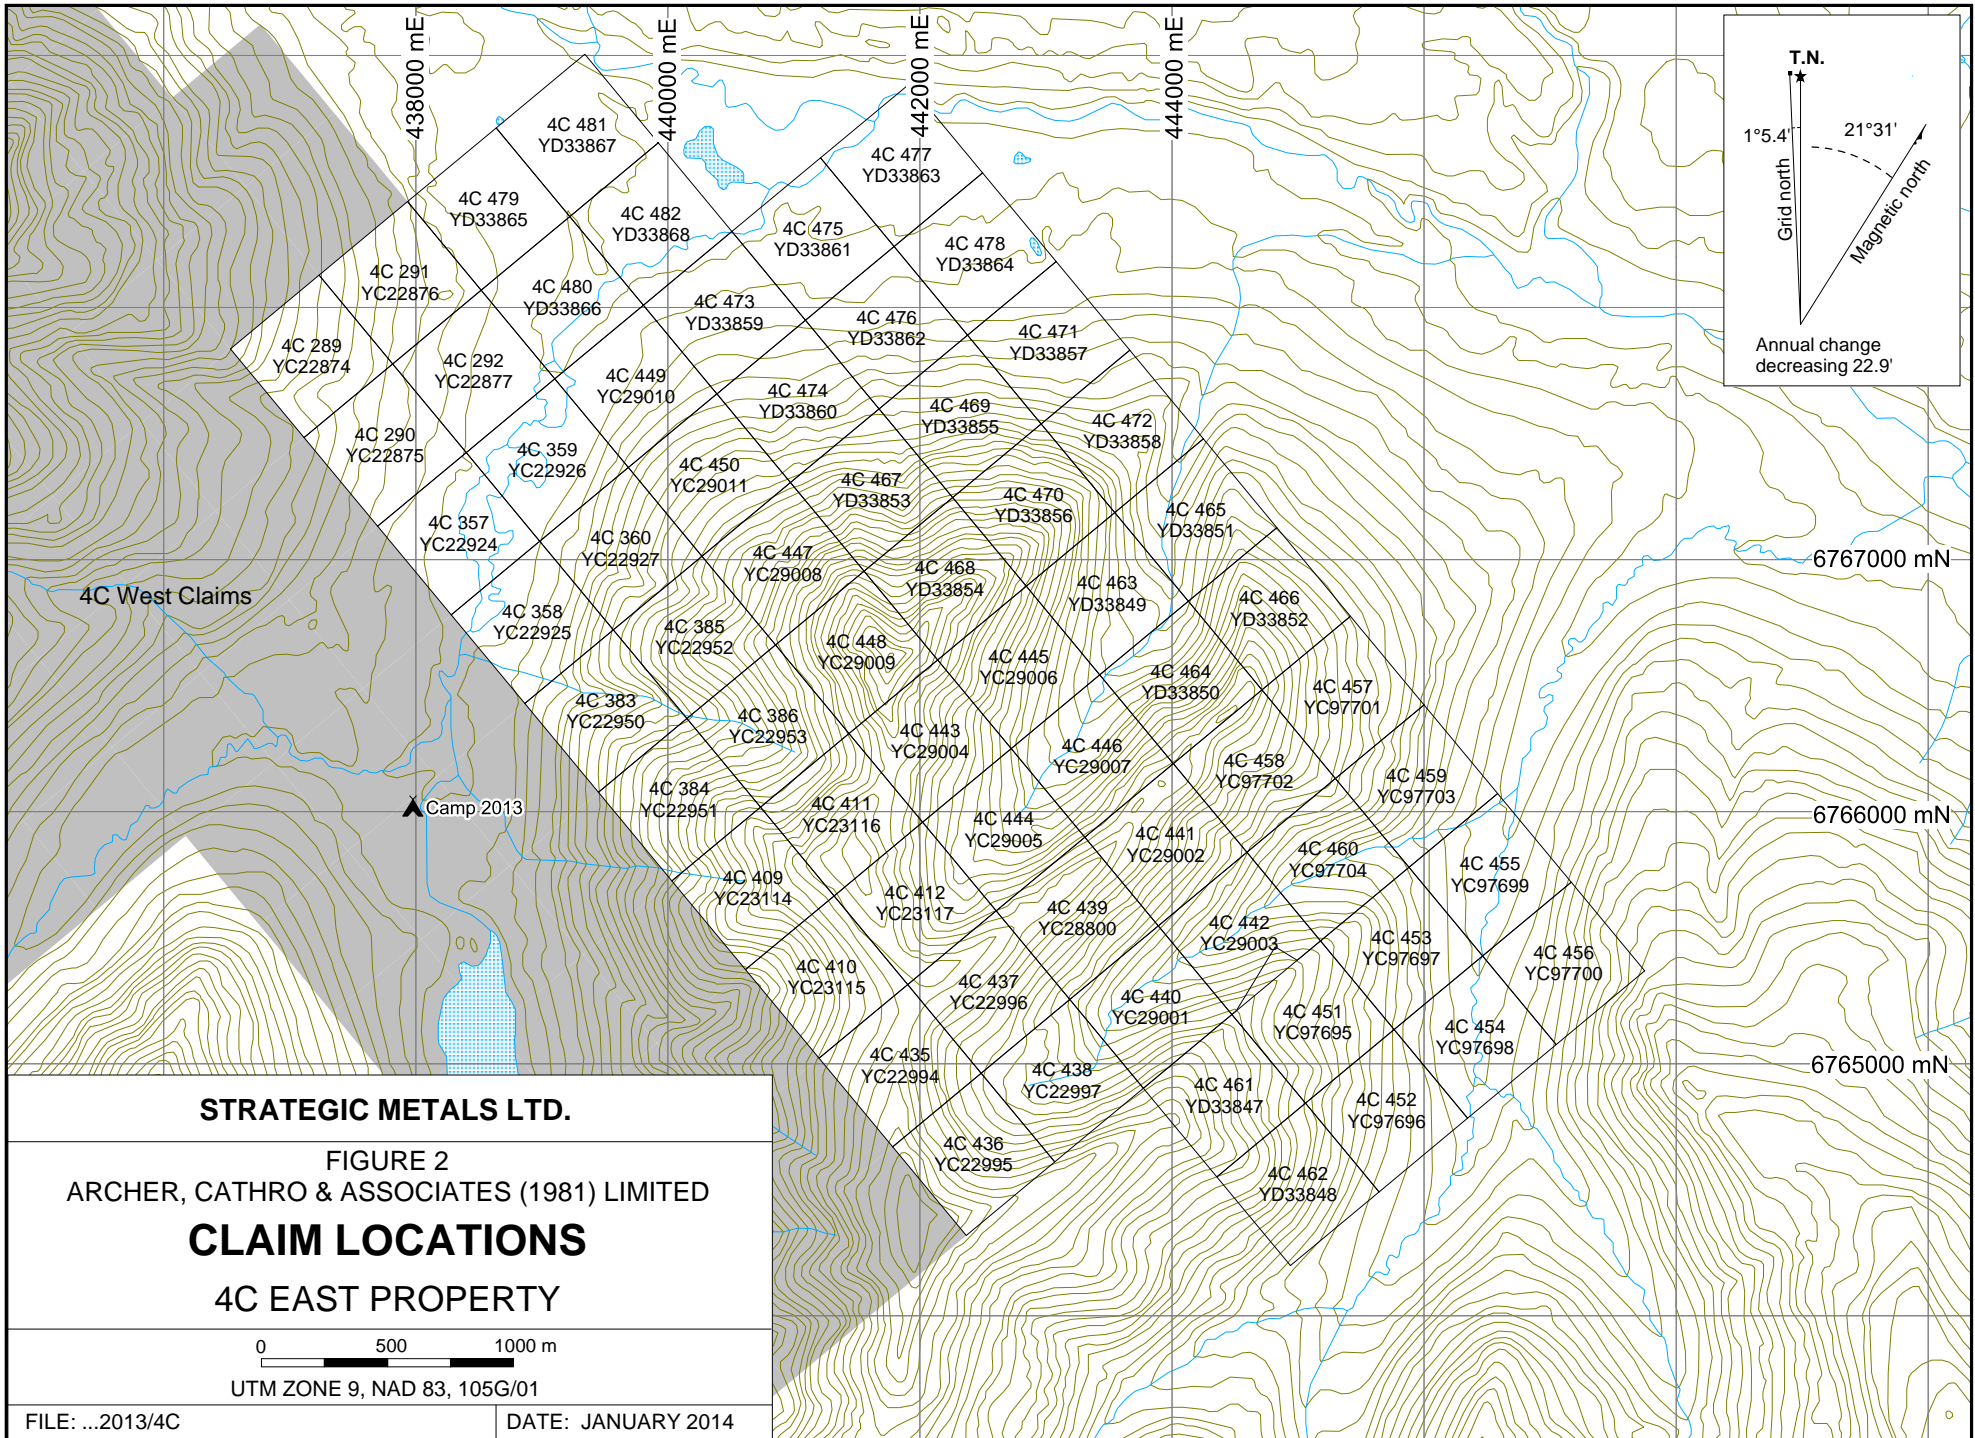 438000 mE
440000 mE
442000 mE
444000 mE
T.N.
1°5.4'
21°31'
Grid north
Magnetic north
Annual change
decreasing 22.9'
4C 481
YD33867
4C 477
YD33863
4C 479
YD33865
4C 482
YD33868
4C 475
YD33861
4C 478
YD33864
4C 291
YC22876
4C 480
YD33866
4C 473
YD33859
4C 476
YD33862
4C 471
YD33857
4C 289
YC22874
4C 292
YC22877
4C 449
YC29010
4C 474
YD33860
4C 469
YD33855
4C 472
YD33858
4C 290
YC22875
4C 359
YC22926
4C 450
YC29011
4C 467
YD33853
4C 470
YD33856
4C 465
YD33851
4C 357
YC22924
4C 360
YC22927
4C 447
YC29008
4C 468
YD33854
4C 463
YD33849
4C 466
YD33852
6767000 mN
4C West Claims
4C 358
YC22925
4C 385
YC22952
4C 448
YC29009
4C 445
YC29006
4C 464
YD33850
4C 457
YC97701
4C 383
YC22950
4C 386
YC22953
4C 443
YC29004
4C 446
YC29007
4C 458
YC97702
4C 459
YC97703
Camp 2013
4C 384
YC22951
4C 411
YC23116
4C 444
YC29005
4C 441
YC29002
4C 460
YC97704
4C 455
YC97699
6766000 mN
4C 409
YC23114
4C 412
YC23117
4C 439
YC28800
4C 442
YC29003
4C 453
YC97697
4C 456
YC97700
4C 410
YC23115
4C 437
YC22996
4C 440
YC29001
4C 451
YC97695
4C 454
YC97698
4C 435
YC22994
4C 438
YC22997
4C 461
YD33847
4C 452
YC97696
6765000 mN
4C 436
YC22995
4C 462
YD33848
STRATEGIC METALS LTD.
FIGURE 2
ARCHER, CATHRO & ASSOCIATES (1981) LIMITED
CLAIM LOCATIONS
4C EAST PROPERTY
0 500 1000 m
UTM ZONE 9, NAD 83, 105G/01
FILE: ...2013/4C
DATE: JANUARY 2014